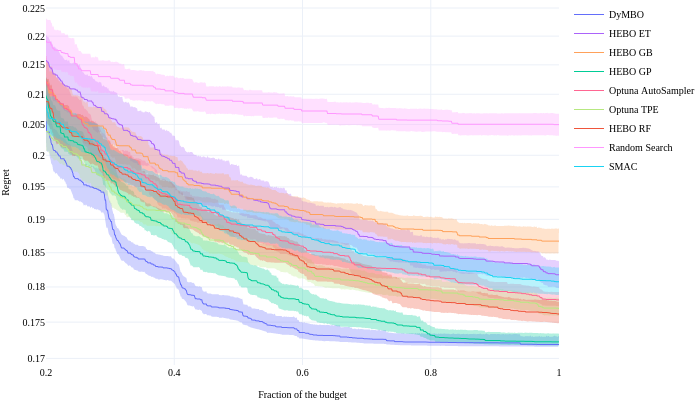 0.225
0.22
0.215
0.21
0.205
0.2
0.195
0.19
0.185
0.18
0.175
0.17
Regret
0.2 0.4 0.6 0.8 1
Fraction of the budget
DyMBO
HEBO ET
HEBO GB
HEBO GP
Optuna AutoSampler
Optuna TPE
HEBO RF
Random Search
SMAC